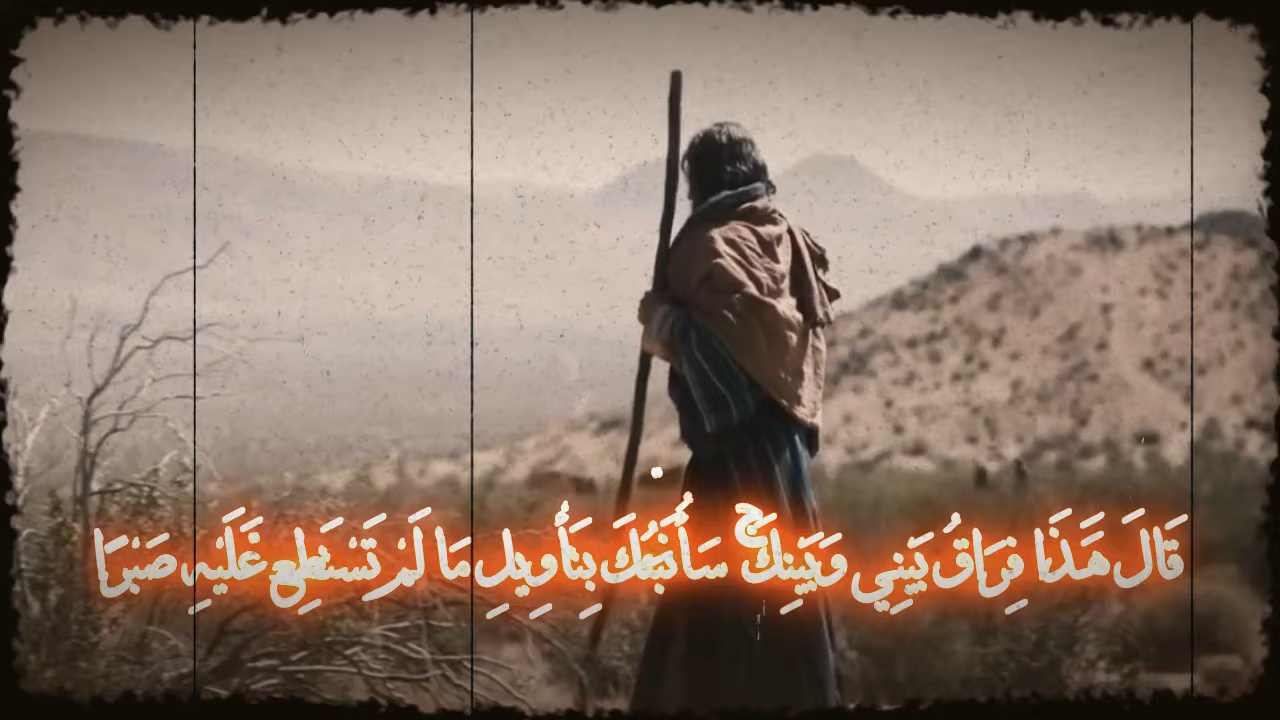 قَالَ هَذَا فِرَاقُ بَيْنِي وَبَيْنِكَ ۚ سَأُنَبِّئُكَ بِتَأْوِيلِ مَا لَمْ تَسْتَطِع عَّلَيْهِ صَبْرًا